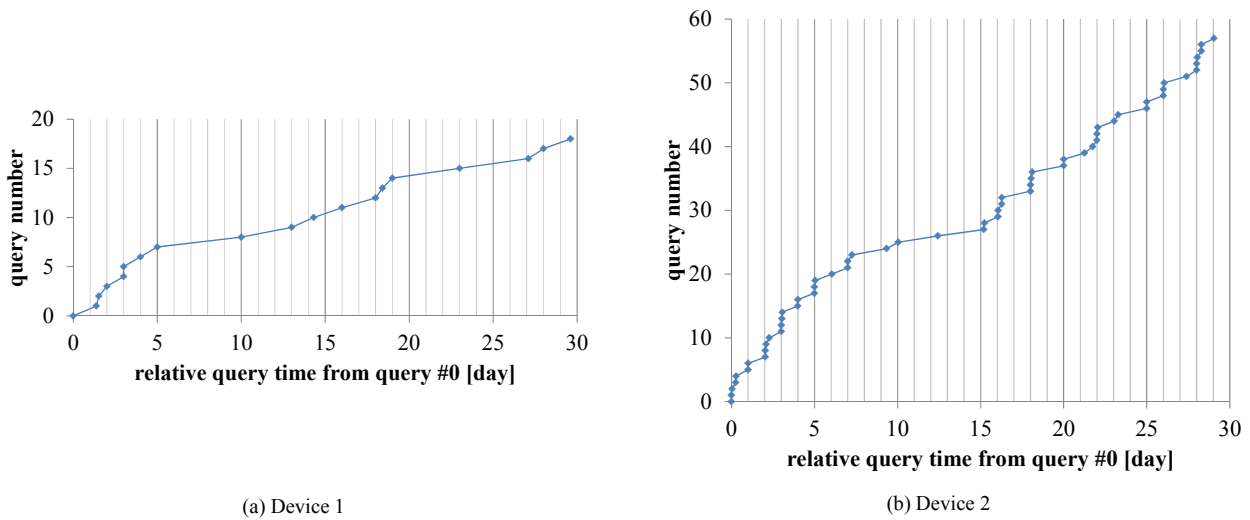 20
15
10
5
0
query number
0 5 10 15 20 25 30
relative query time from query #0 [day]
(a) Device 1
60
50
40
30
20
10
0
query number
0 5 10 15 20 25 30
relative query time from query #0 [day]
(b) Device 2